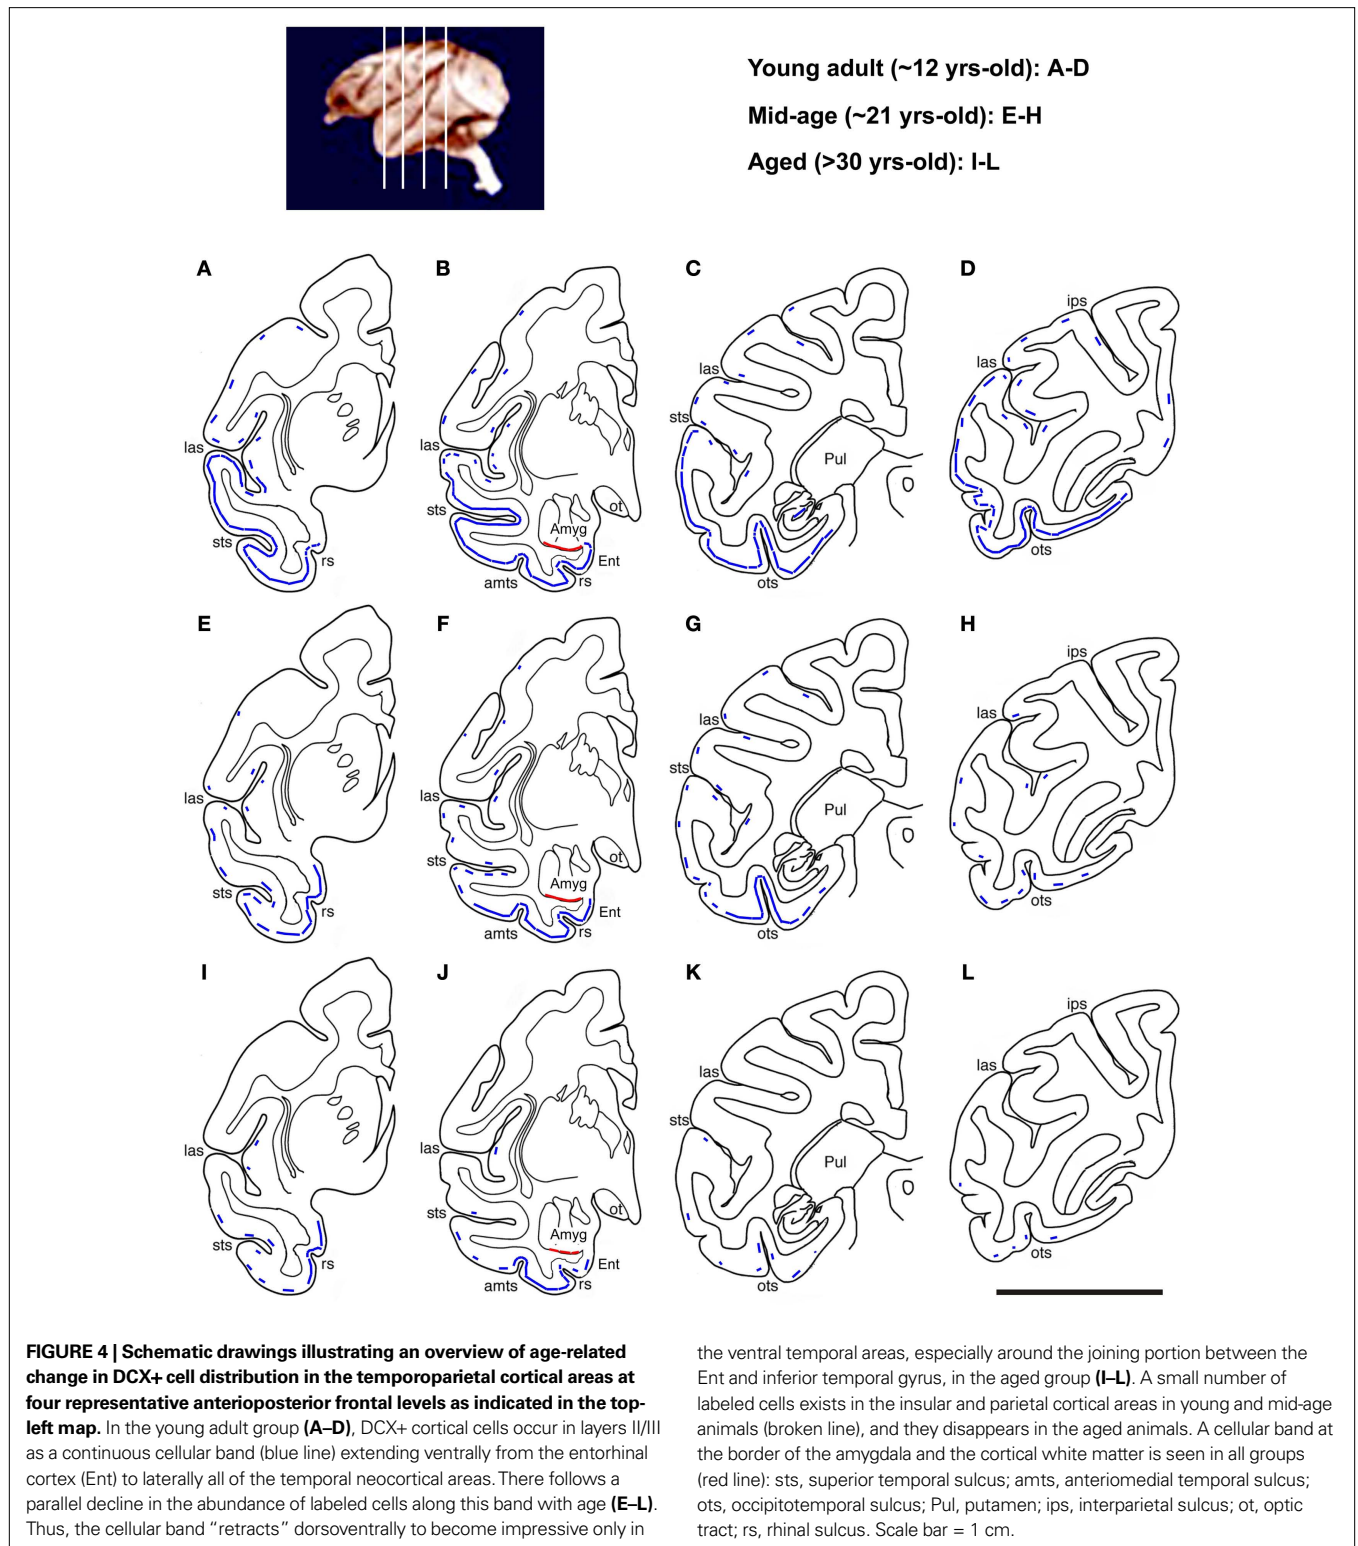 Young adult (~12 yrs-old): A-D
Mid-age (~21 yrs-old): E-H
Aged (>30 yrs-old): I-L
A
B
C
D
ips
las
las
sts
Pul
las
sts
sts
rs
Amyg
ot
Ent
amts
rs
ots
ots
E
F
G
H
ips
las
las
sts
Pul
las
las
sts
sts
rs
Amyg
ot
Ent
amts
rs
ots
ots
I
J
K
L
ips
las
las
sts
Pul
las
sts
sts
rs
Amyg
ot
Ent
amts
rs
ots
ots
FIGURE 4 | Schematic drawings illustrating an overview of age-related
change in DCX+ cell distribution in the temporoparietal cortical areas at
four representative anterioposterior frontal levels as indicated in the top-
left map. In the young adult group (A–D), DCX+ cortical cells occur in layers II/III
as a continuous cellular band (blue line) extending ventrally from the entorhinal
cortex (Ent) to laterally all of the temporal neocortical areas. There follows a
parallel decline in the abundance of labeled cells along this band with age (E–L).
Thus, the cellular band “retracts” dorsoventrally to become impressive only in
the ventral temporal areas, especially around the joining portion between the
Ent and inferior temporal gyrus, in the aged group (I–L). A small number of
labeled cells exists in the insular and parietal cortical areas in young and mid-age
animals (broken line), and they disappears in the aged animals. A cellular band at
the border of the amygdala and the cortical white matter is seen in all groups
(red line): sts, superior temporal sulcus; amts, anteriomedial temporal sulcus;
ots, occipitotemporal sulcus; Pul, putamen; ips, interparietal sulcus; ot, optic
tract; rs, rhinal sulcus. Scale bar = 1 cm.